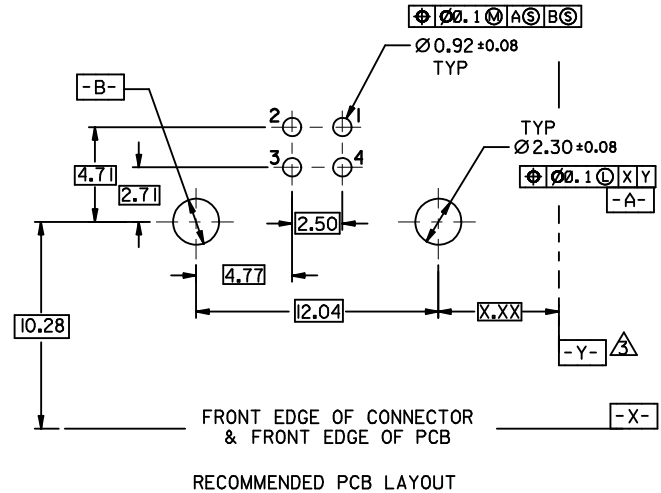 ⌖ Ø0.1 Ⓜ A Ⓢ B Ⓢ
Ø 0.92 ±0.08
TYP
-B-
2 1
3 4
TYP
Ø 2.30 ±0.08
⌖ Ø0.1 Ⓛ X Y
-A-
4.71
2.71
2.50
4.77
12.04
X.XX
10.28
-Y- 3
FRONT EDGE OF CONNECTOR
& FRONT EDGE OF PCB
-X-
RECOMMENDED PCB LAYOUT